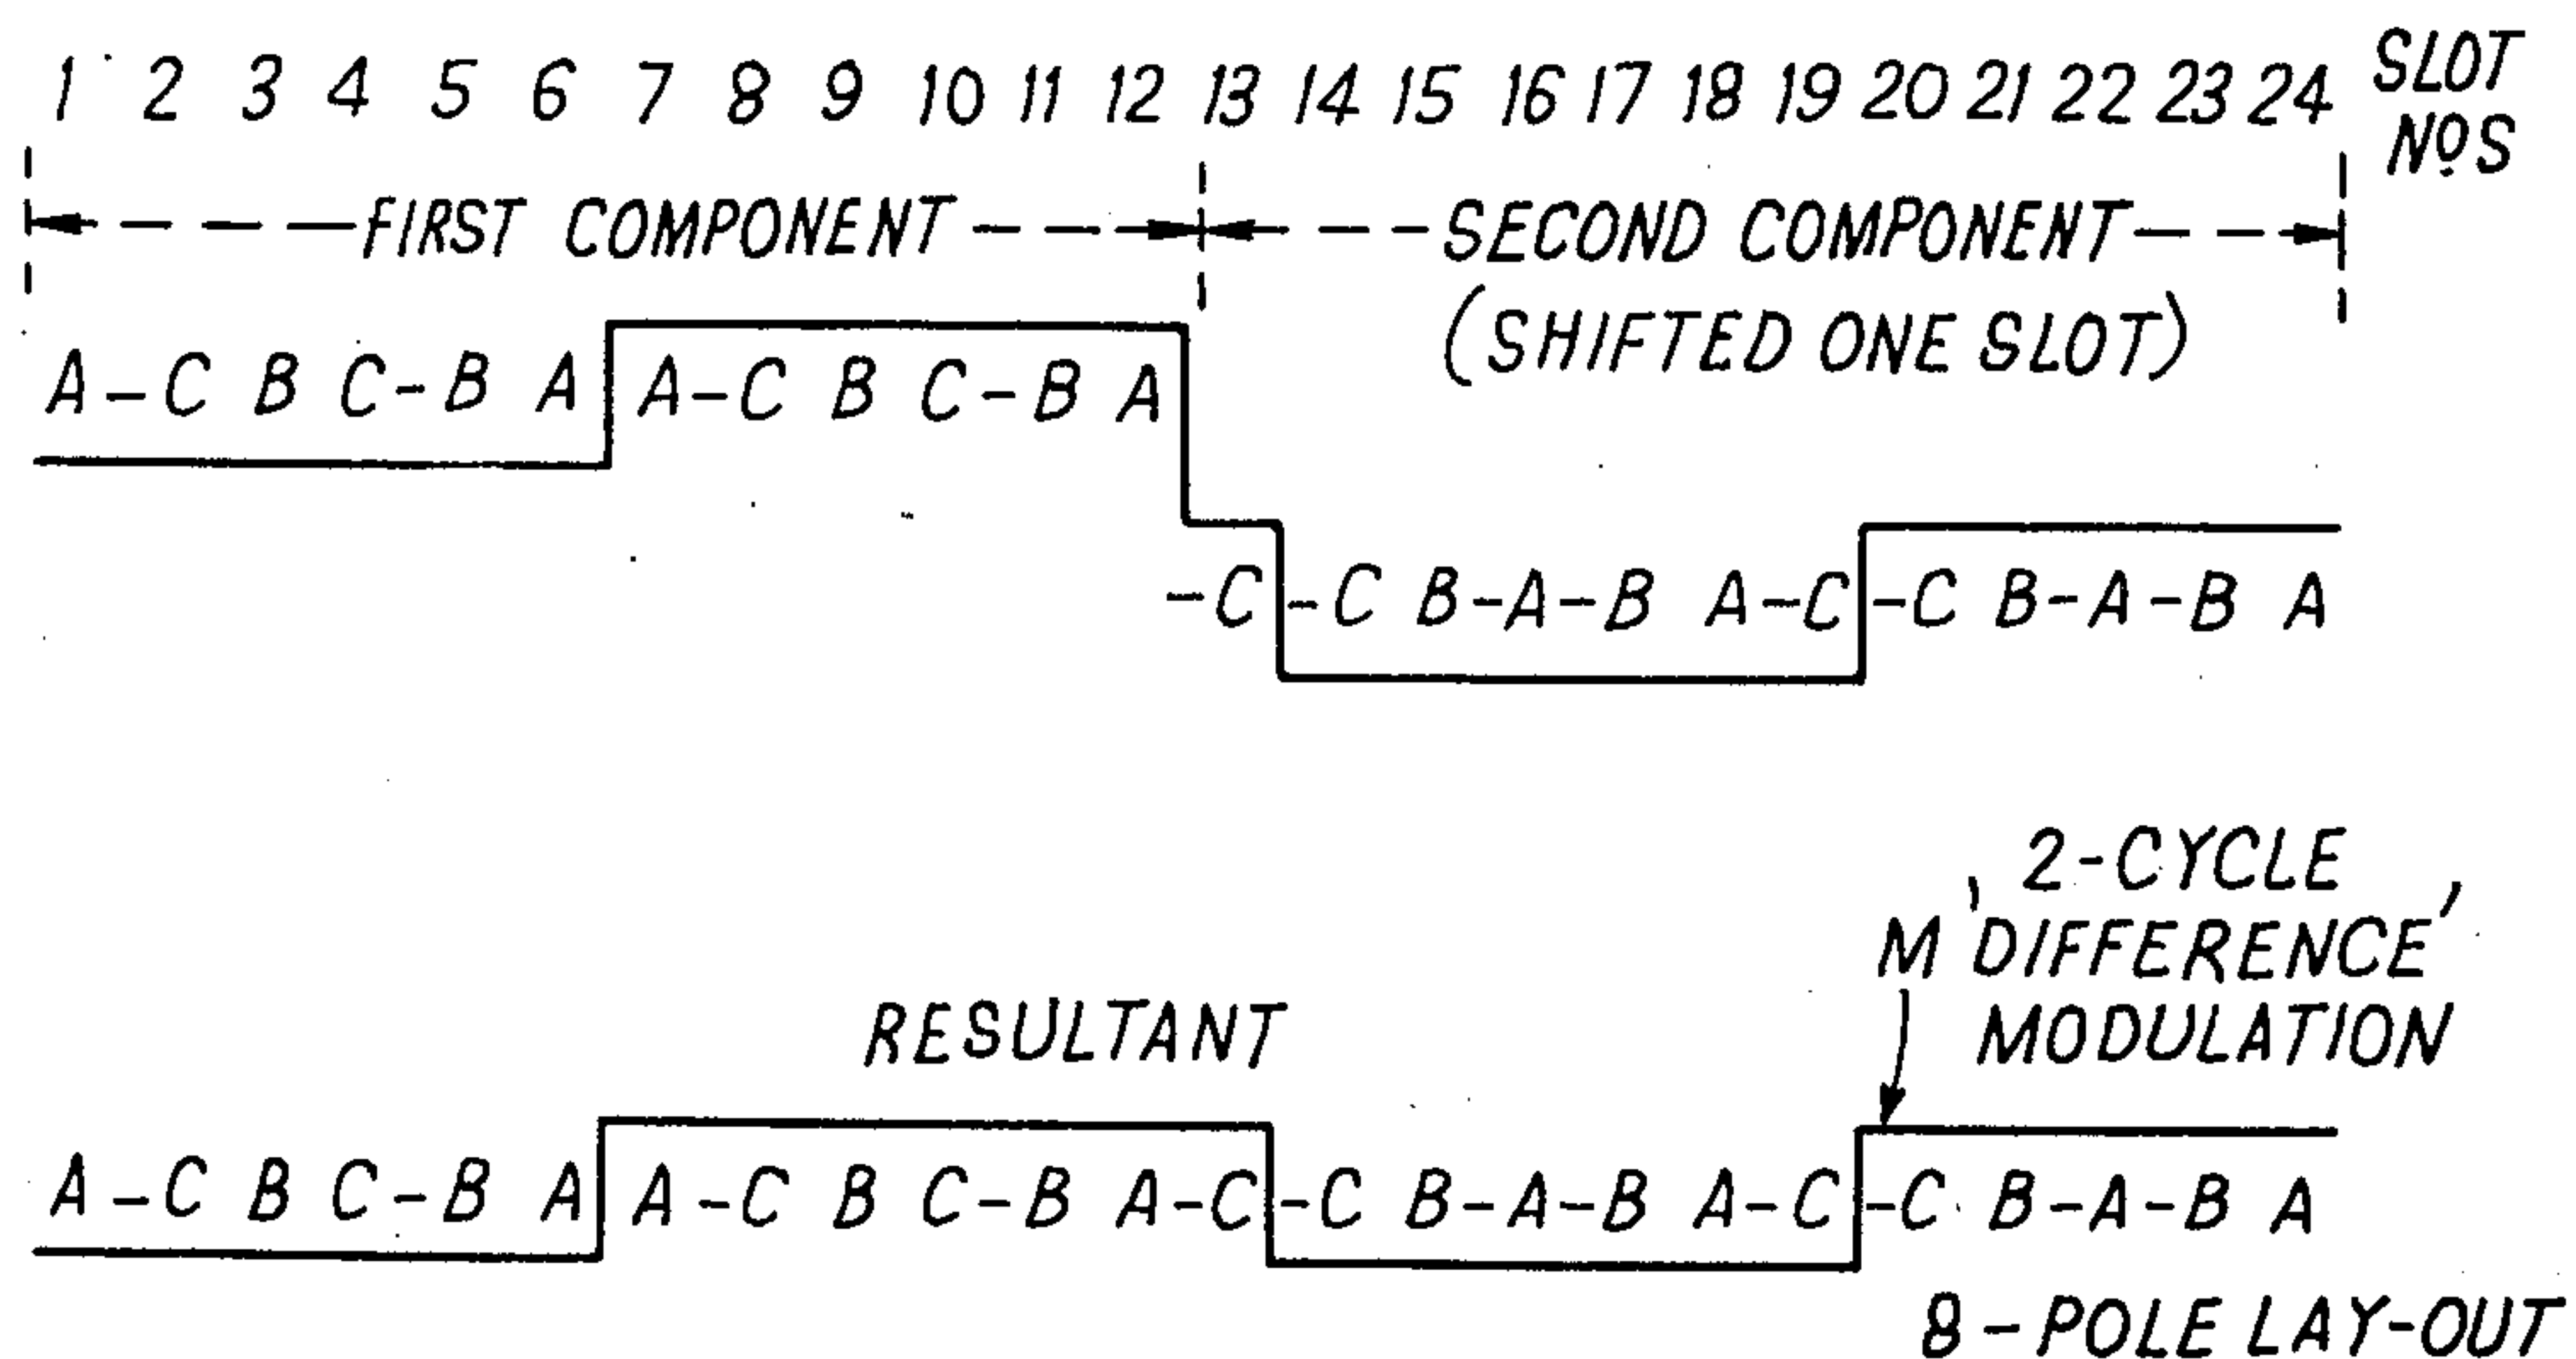 1 2 3 4 5 6 7 8 9 10 11 12 13 14 15 16 17 18 19 20 21 22 23 24 SLOT NOS
FIRST COMPONENT
SECOND COMPONENT
(SHIFTED ONE SLOT)
A -C B C -B A A -C B C -B A
-C -C B -A -B A -C -C B -A -B A
RESULTANT
M '2-CYCLE DIFFERENCE' MODULATION
A -C B C -B A A -C B C -B A -C -C B -A -B A -C -C B -A -B A
8-POLE LAY-OUT